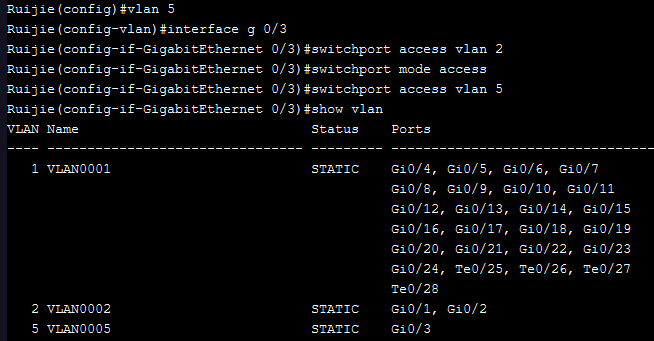 Ruijie(config)#vlan 5
Ruijie(config-vlan)#interface g 0/3
Ruijie(config-if-GigabitEthernet 0/3)#switchport access vlan 2
Ruijie(config-if-GigabitEthernet 0/3)#switchport mode access
Ruijie(config-if-GigabitEthernet 0/3)#switchport access vlan 5
Ruijie(config-if-GigabitEthernet 0/3)#show vlan
VLAN Name                             Status    Ports
---- -------------------------------- --------- -----------------------------------
   1 VLAN0001                         STATIC    Gi0/4, Gi0/5, Gi0/6, Gi0/7
                                                Gi0/8, Gi0/9, Gi0/10, Gi0/11
                                                Gi0/12, Gi0/13, Gi0/14, Gi0/15
                                                Gi0/16, Gi0/17, Gi0/18, Gi0/19
                                                Gi0/20, Gi0/21, Gi0/22, Gi0/23
                                                Gi0/24, Te0/25, Te0/26, Te0/27
                                                Te0/28
   2 VLAN0002                         STATIC    Gi0/1, Gi0/2
   5 VLAN0005                         STATIC    Gi0/3